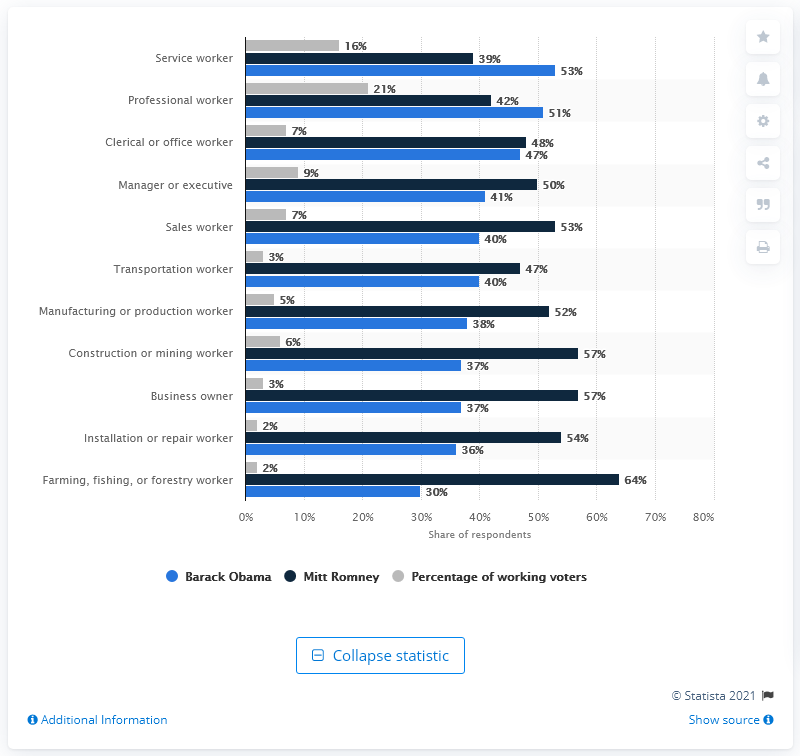 Service worker 16%
39%
53%
Professional worker 21%
42%
51%
Clerical or office worker 7%
48%
47%
Manager or executive 9%
50%
41%
Sales worker 7%
53%
40%
Transportation worker 3%
47%
40%
Manufacturing or production worker 5%
52%
38%
Construction or mining worker 6%
57%
37%
Business owner 3%
57%
37%
Installation or repair worker 2%
54%
36%
Farming, fishing, or forestry worker 2%
64%
30%
0% 10% 20% 30% 40% 50% 60% 70% 80%
Share of respondents
Barack Obama Mitt Romney Percentage of working voters
Collapse statistic
© Statista 2021
Additional Information Show source